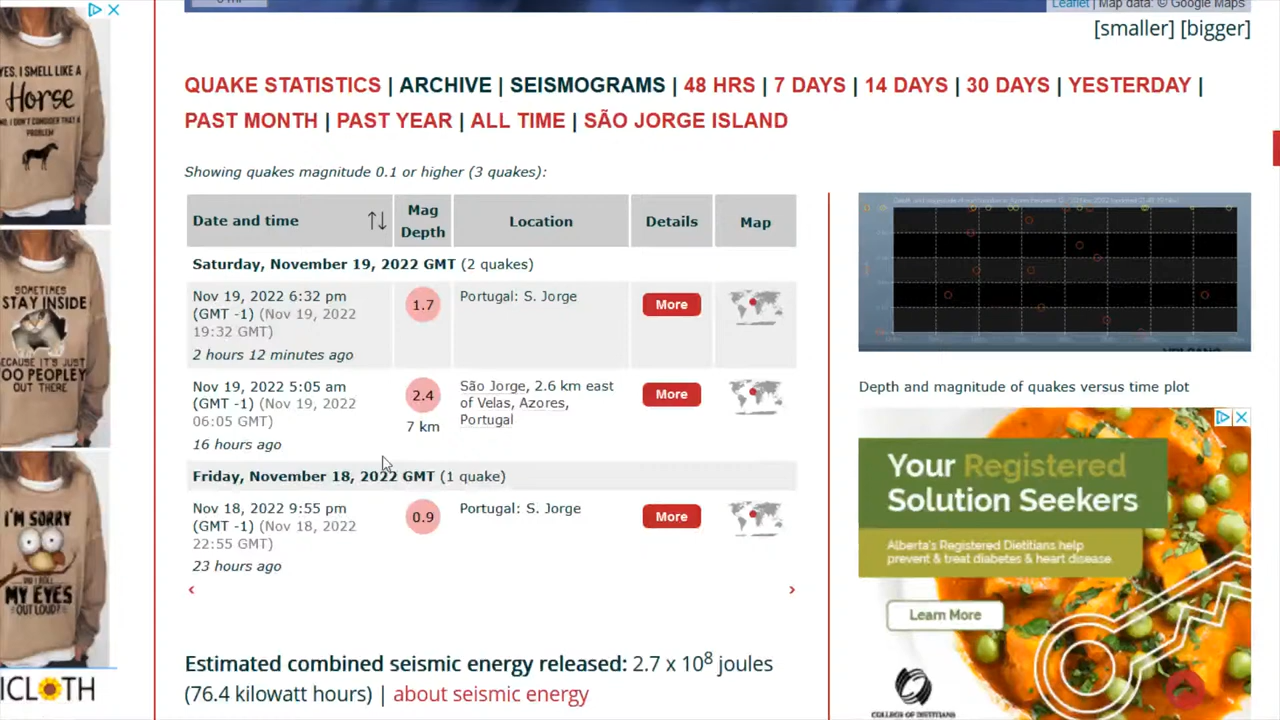 Leaflet | Map data: © Google Maps
[smaller] [bigger]
QUAKE STATISTICS | ARCHIVE | SEISMOGRAMS | 48 HRS | 7 DAYS | 14 DAYS | 30 DAYS | YESTERDAY |
PAST MONTH | PAST YEAR | ALL TIME | SÃO JORGE ISLAND
Showing quakes magnitude 0.1 or higher (3 quakes):
Date and time
Mag
Depth
Location
Details
Map
Saturday, November 19, 2022 GMT (2 quakes)
Nov 19, 2022 6:32 pm
(GMT -1) (Nov 19, 2022
19:32 GMT)
2 hours 12 minutes ago
1.7
Portugal: S. Jorge
More
Nov 19, 2022 5:05 am
(GMT -1) (Nov 19, 2022
06:05 GMT)
16 hours ago
2.4
7 km
São Jorge, 2.6 km east
of Velas, Azores,
Portugal
More
Friday, November 18, 2022 GMT (1 quake)
Nov 18, 2022 9:55 pm
(GMT -1) (Nov 18, 2022
22:55 GMT)
23 hours ago
0.9
Portugal: S. Jorge
More
Estimated combined seismic energy released: 2.7 x 10⁸ joules
(76.4 kilowatt hours) | about seismic energy
Depth and magnitude of quakes versus time plot
Your Registered
Solution Seekers
Alberta's Registered Dietitians help
prevent & treat diabetes & heart disease.
Learn More
COLLEGE OF DIETITIANS
YES, I SMELL LIKE A
Horse
SOMETIMES
STAY INSIDE
BECAUSE IT'S JUST
TOO PEOPLEY
OUT THERE
I'M SORRY
DID I ROLL
MY EYES
OUT LOUD?
ICLOTH